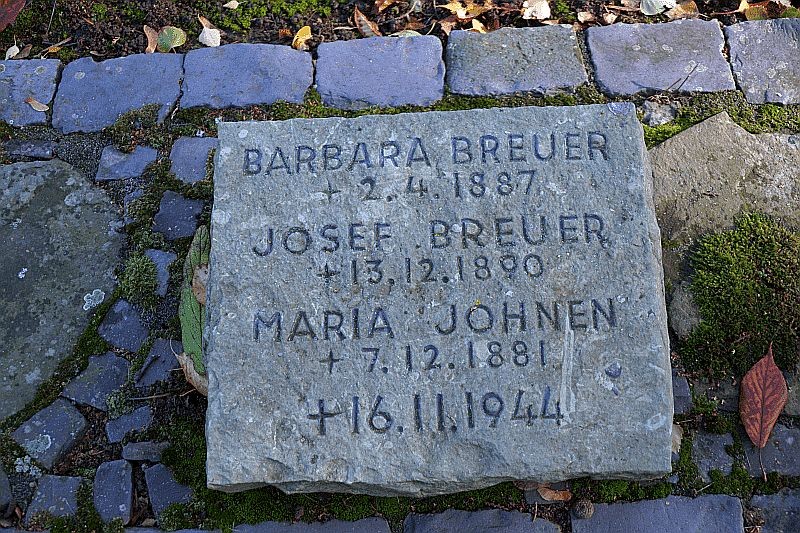 BARBARA BREUER
+ 2.4.1887
JOSEF BREUER
+13.12.1890
MARIA JOHNEN
+ 7.12.1881
+16.11.1944